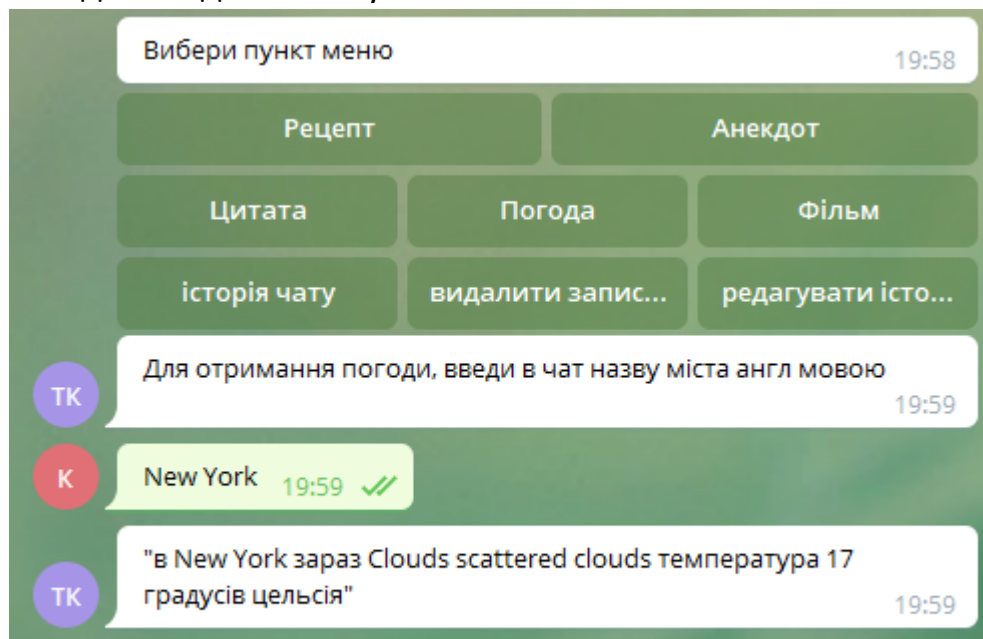 Вибери пункт меню
19:58
Рецепт Анекдот
Цитата Погода Фільм
історія чату видалити запис... редагувати істо...
Для отримання погоди, введи в чат назву міста англ мовою
ТК
19:59
К New York 19:59
"в New York зараз Clouds scattered clouds температура 17
градусів цельсія"
ТК
19:59